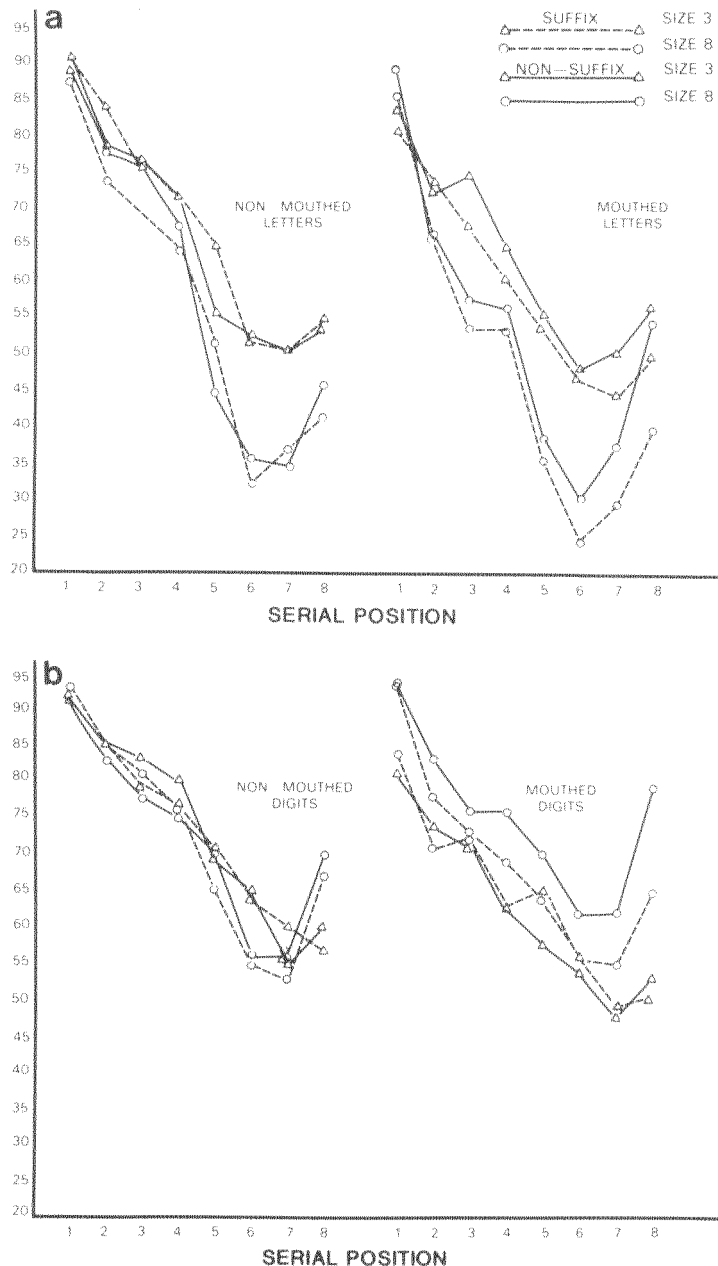 a
SUFFIX SIZE 3
SIZE 8
NON-SUFFIX SIZE 3
SIZE 8
95
90
85
80
75
70
65
60
55
50
45
40
35
30
25
20
NON MOUTHED
LETTERS
MOUTHED
LETTERS
1 2 3 4 5 6 7 8 1 2 3 4 5 6 7 8
SERIAL POSITION
b
95
90
85
80
75
70
65
60
55
50
45
40
35
30
25
20
NON MOUTHED
DIGITS
MOUTHED
DIGITS
1 2 3 4 5 6 7 8 1 2 3 4 5 6 7 8
SERIAL POSITION